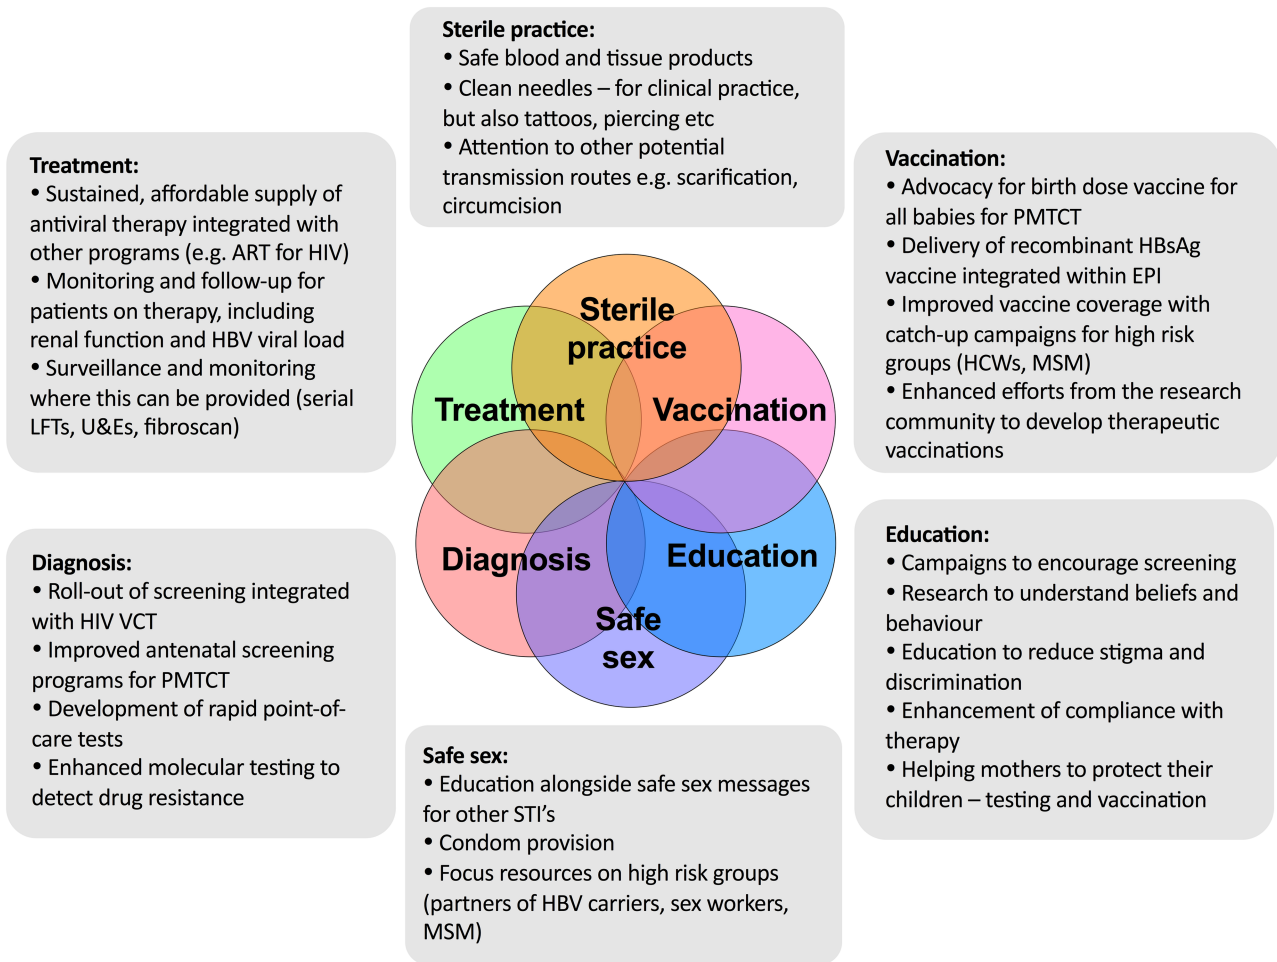 Sterile practice:
• Safe blood and tissue products
• Clean needles – for clinical practice,
but also tattoos, piercing etc
• Attention to other potential
transmission routes e.g. scarification,
circumcision
Treatment:
• Sustained, affordable supply of
antiviral therapy integrated with
other programs (e.g. ART for HIV)
• Monitoring and follow-up for
patients on therapy, including
renal function and HBV viral load
• Surveillance and monitoring
where this can be provided (serial
LFTs, U&Es, fibroscan)
Vaccination:
• Advocacy for birth dose vaccine for
all babies for PMTCT
• Delivery of recombinant HBsAg
vaccine integrated within EPI
• Improved vaccine coverage with
catch-up campaigns for high risk
groups (HCWs, MSM)
• Enhanced efforts from the research
community to develop therapeutic
vaccinations
Sterile
practice
Treatment
Vaccination
Diagnosis
Education
Safe
sex
Diagnosis:
• Roll-out of screening integrated
with HIV VCT
• Improved antenatal screening
programs for PMTCT
• Development of rapid point-of-
care tests
• Enhanced molecular testing to
detect drug resistance
Education:
• Campaigns to encourage screening
• Research to understand beliefs and
behaviour
• Education to reduce stigma and
discrimination
• Enhancement of compliance with
therapy
• Helping mothers to protect their
children – testing and vaccination
Safe sex:
• Education alongside safe sex messages
for other STI's
• Condom provision
• Focus resources on high risk groups
(partners of HBV carriers, sex workers,
MSM)